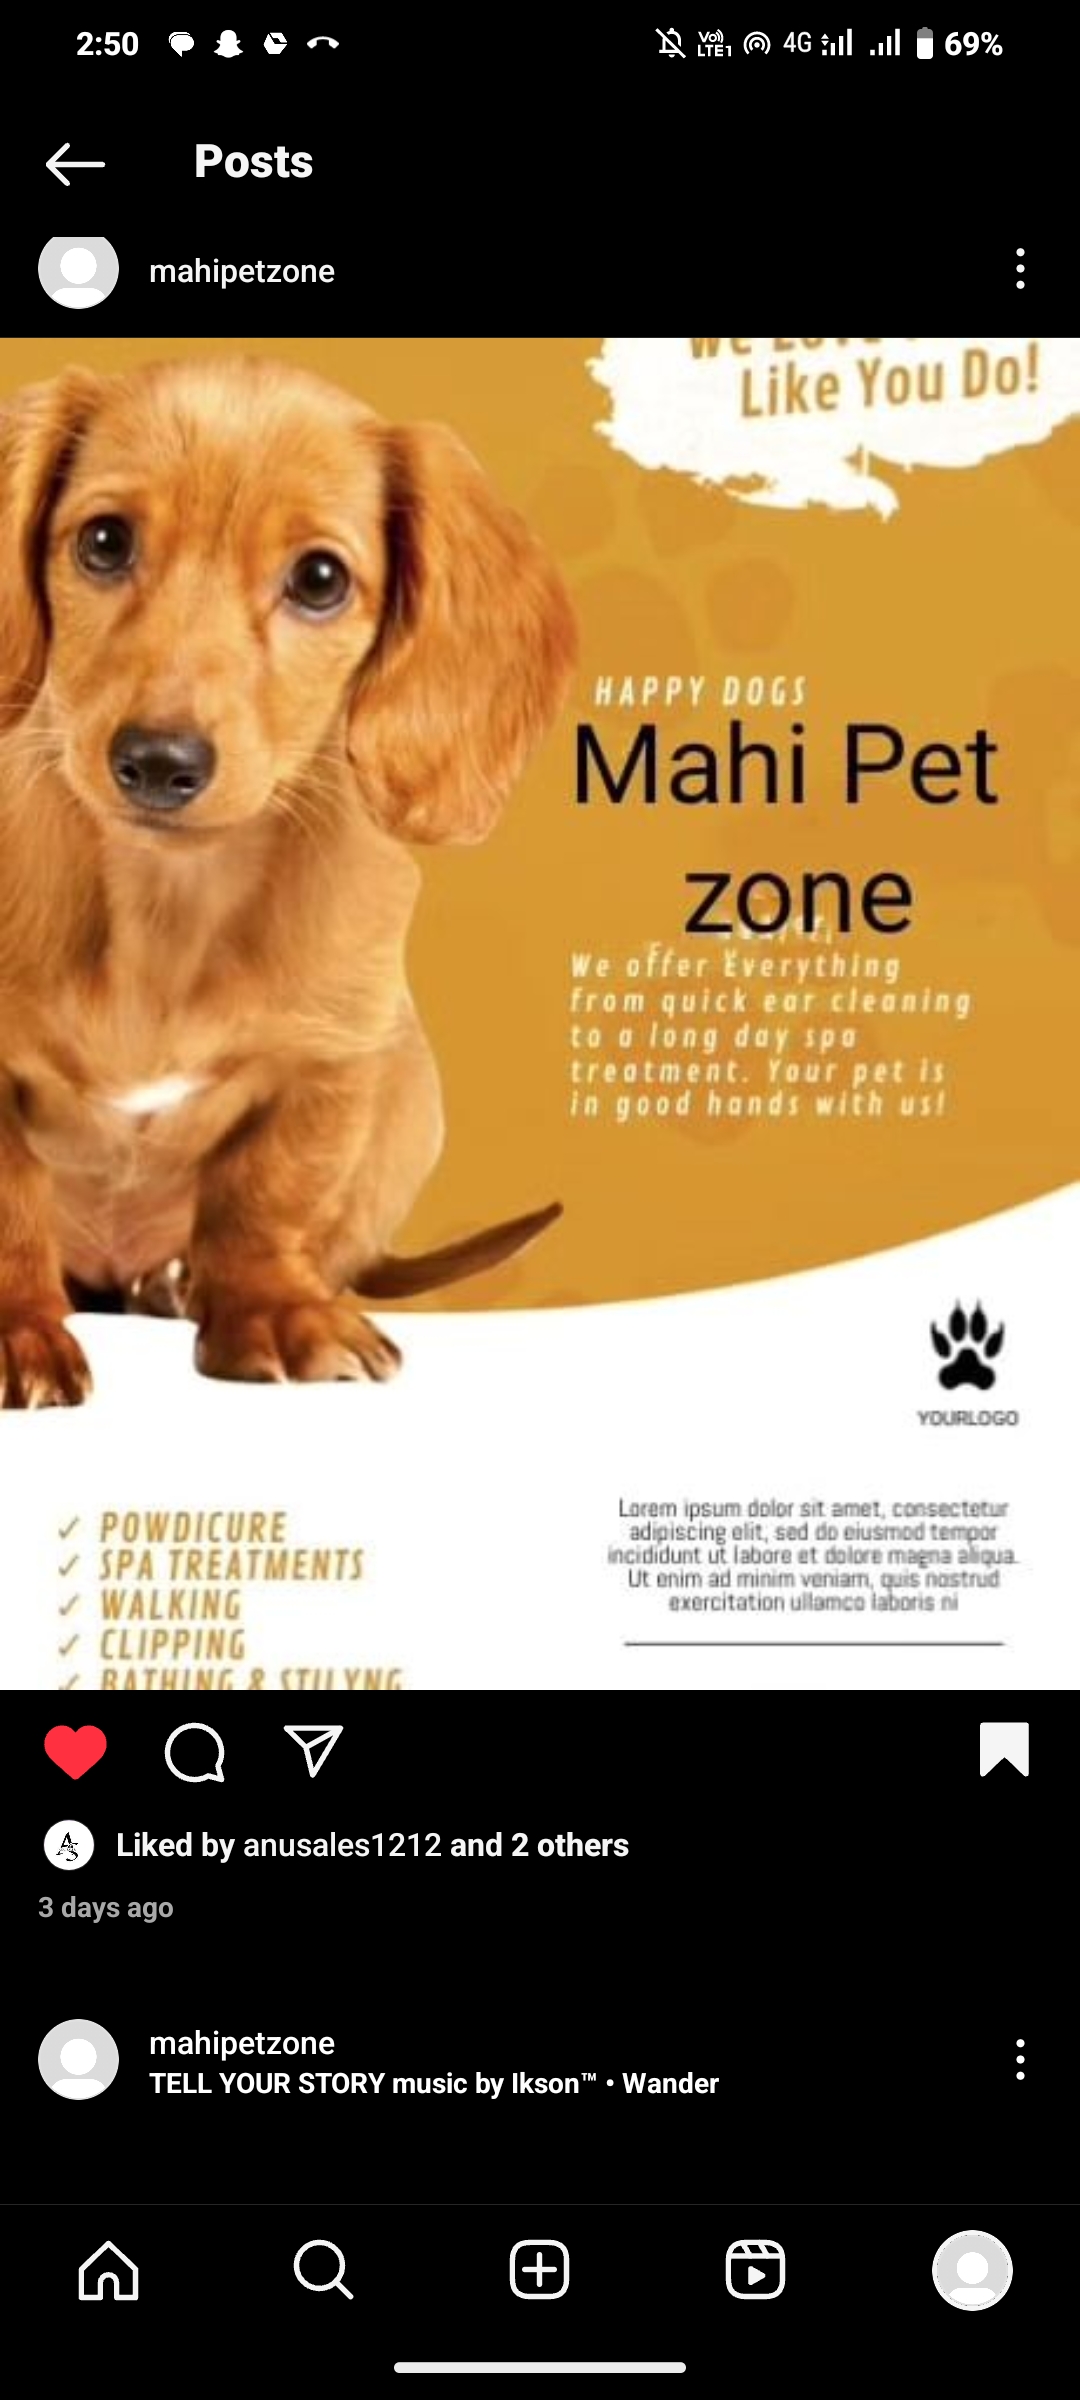 2:50
Vo)) LTE1 4G 69%
Posts
mahipetzone
Like You Do!
HAPPY DOGS
Mahi Pet
zone
We offer Everything
from quick ear cleaning
to a long day spa
treatment. Your pet is
in good hands with us!
YOURLOGO
Lorem ipsum dolor sit amet, consectetur
adipiscing elit, sed do eiusmod tempor
incididunt ut labore et dolore magna aliqua.
Ut enim ad minim veniam, quis nostrud
exercitation ullamco laboris ni
✓ POWDICURE
✓ SPA TREATMENTS
✓ WALKING
✓ CLIPPING
✓ BATHING & STULYNG
Liked by anusales1212 and 2 others
3 days ago
mahipetzone
TELL YOUR STORY music by Ikson™ • Wander